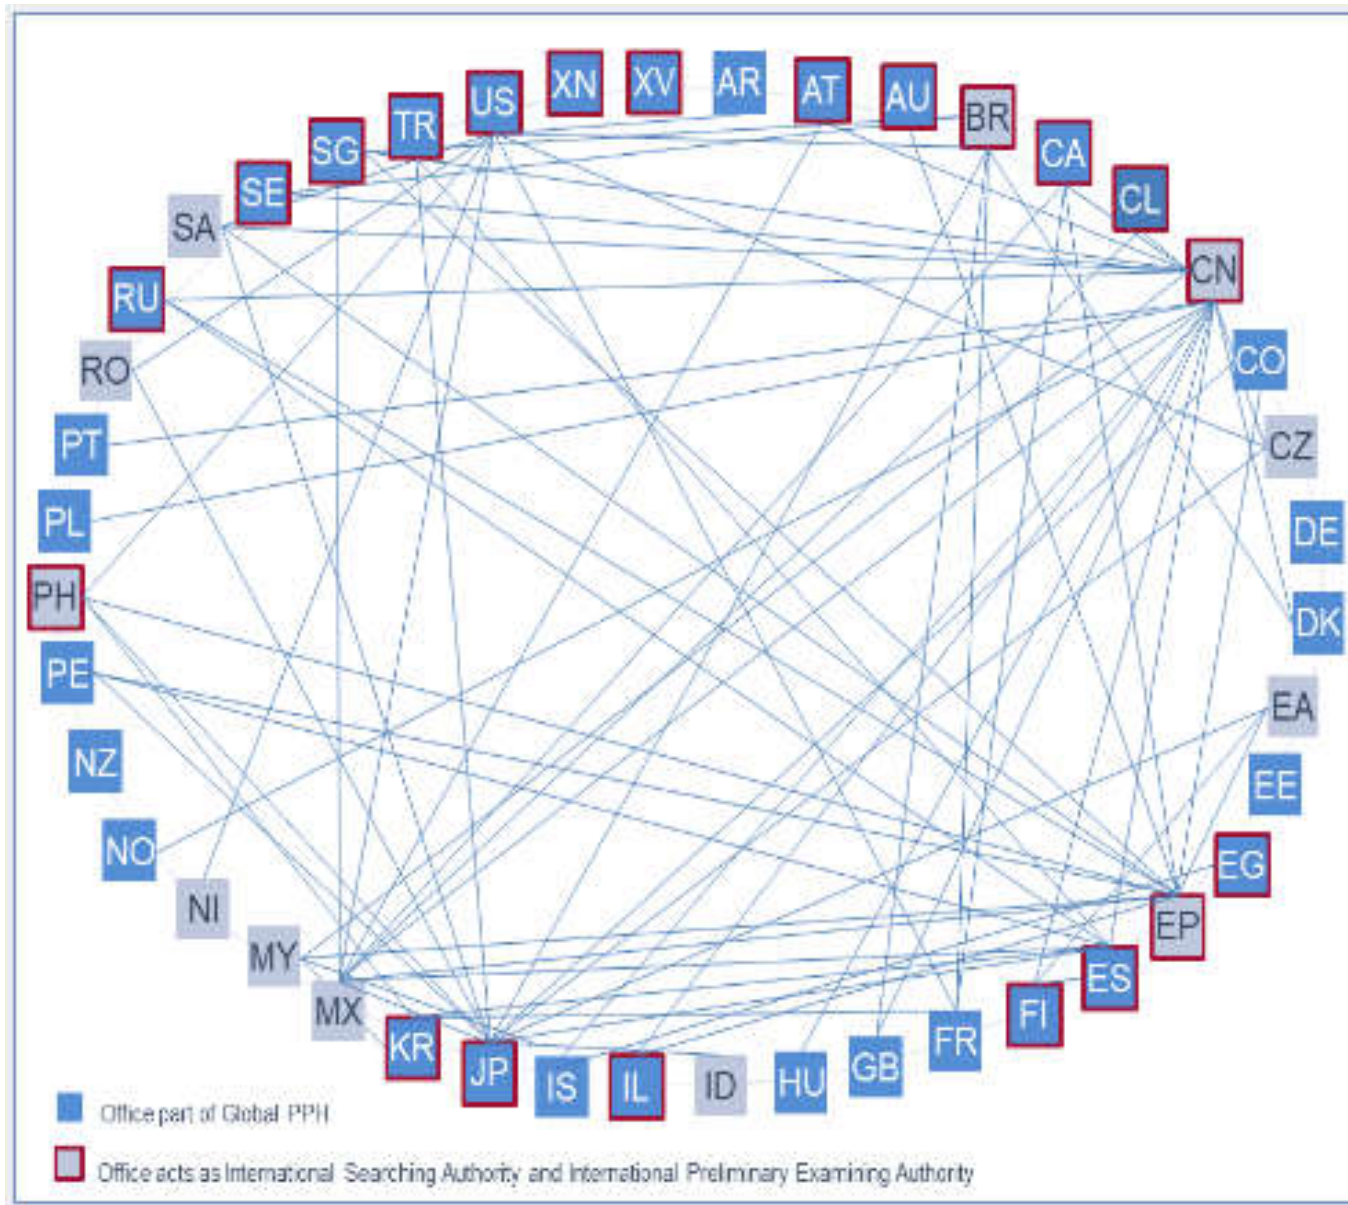 XN
XV
AR
AT
AU
BR
CA
CL
CN
CO
CZ
DE
DK
EA
EE
EG
EP
ES
FI
FR
GB
HU
ID
IL
IS
JP
KR
MX
MY
NI
NO
NZ
PE
PH
PL
PT
RO
RU
SA
SE
SG
TR
US
Office part of Global PPH
Office acts as International Searching Authority and International Preliminary Examining Authority